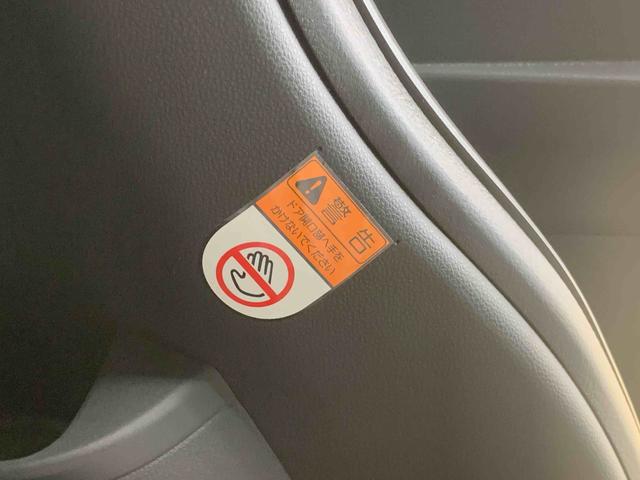 警告
ドア開口部へ手を
かけないでください